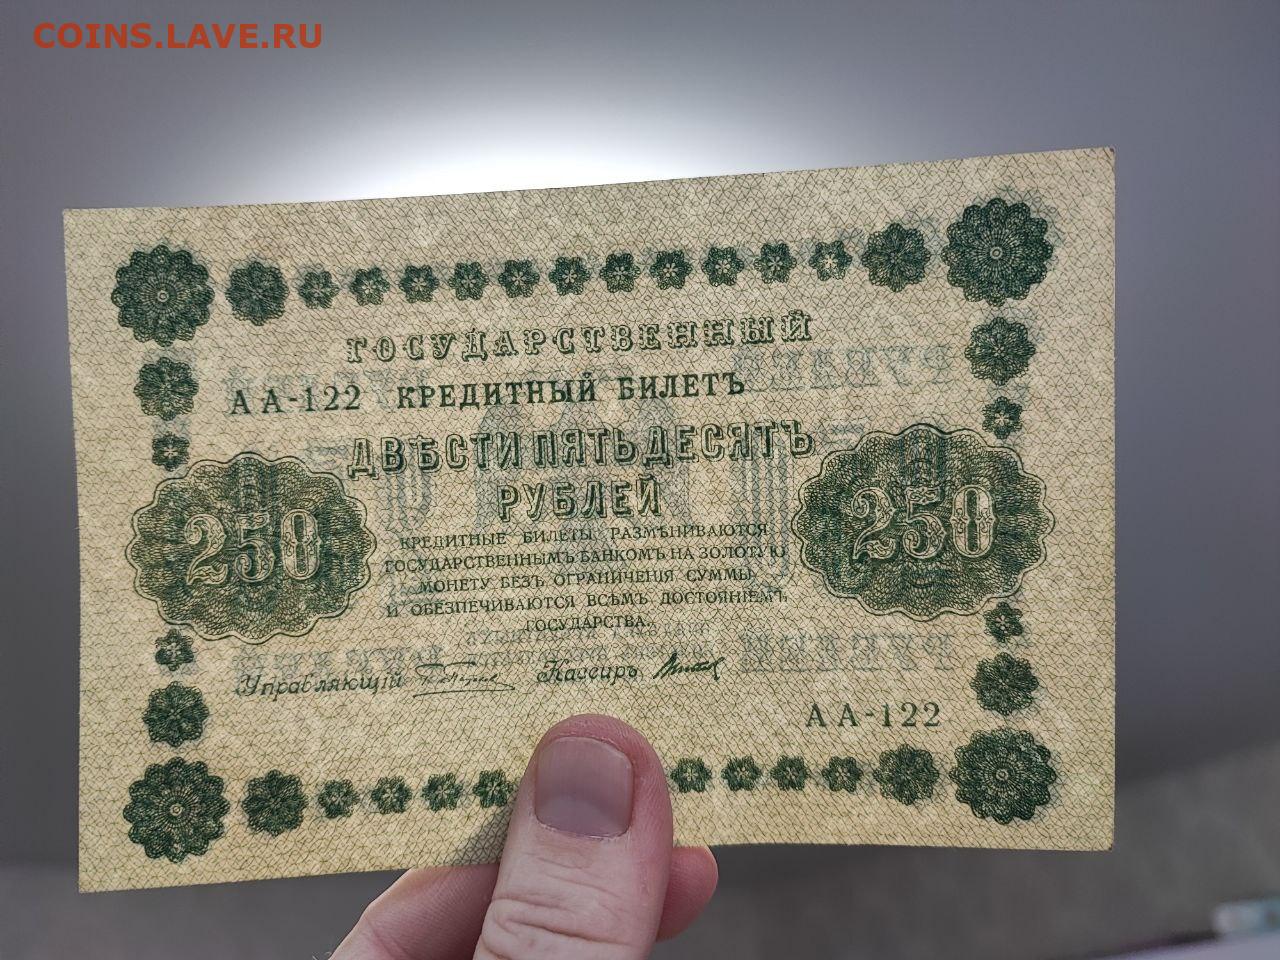 COINS.LAVE.RU
ГОСУДАРСТВЕННЫЙ
АА-122 КРЕДИТНЫЙ БИЛЕТЪ
ДВѢСТИ ПЯТЬДЕСЯТЪ
РУБЛЕЙ
250 250
КРЕДИТНЫЕ БИЛЕТЫ РАЗМѢНИВАЮТСЯ
ГОСУДАРСТВЕННЫМЪ БАНКОМЪ НА ЗОЛОТУЮ
МОНЕТУ БЕЗЪ ОГРАНИЧЕНІЯ СУММЫ
И ОБЕЗПЕЧИВАЮТСЯ ВСѢМЪ ДОСТОЯНІЕМЪ
ГОСУДАРСТВА.
Управляющій Кассиръ
АА-122